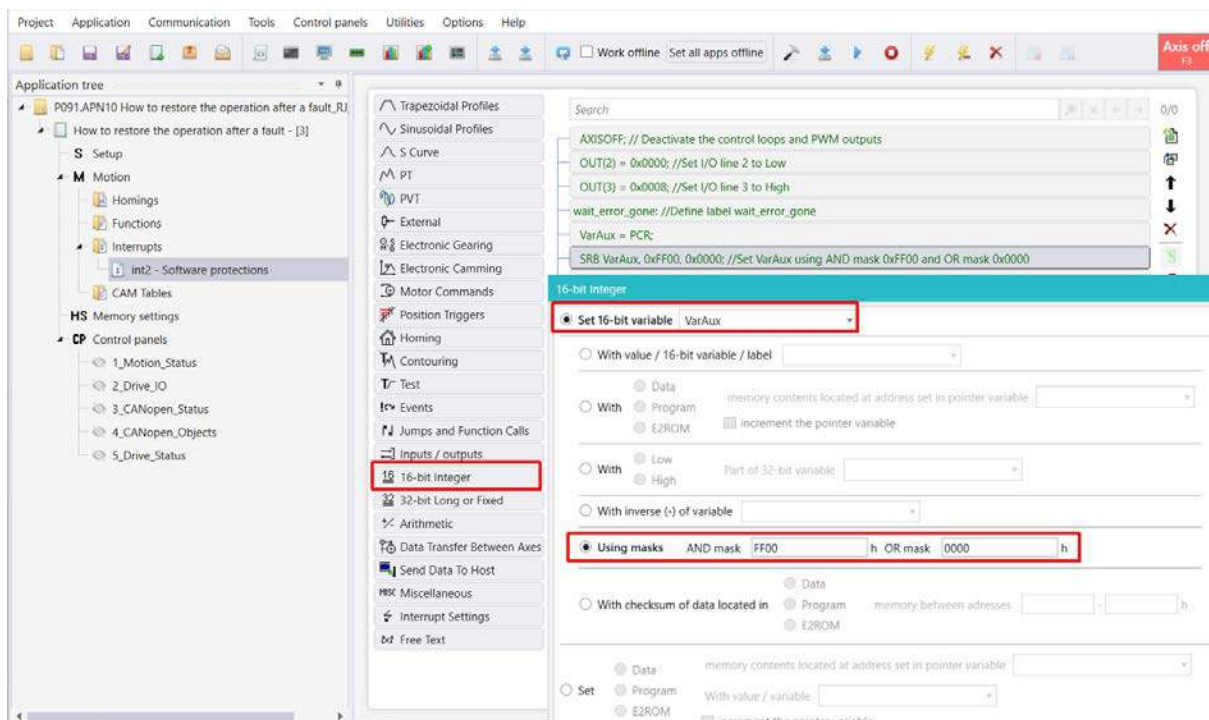 Project Application Communication Tools Control panels Utilities Options Help
Work offline Set all apps offline
Axis off
F3
Application tree
P091.APN10 How to restore the operation after a fault_RJ
How to restore the operation after a fault - [3]
S Setup
M Motion
Homings
Functions
Interrupts
int2 - Software protections
CAM Tables
HS Memory settings
CP Control panels
1_Motion_Status
2_Drive_IO
3_CANopen_Status
4_CANopen_Objects
5_Drive_Status
Trapezoidal Profiles
Sinusoidal Profiles
S Curve
PT
PVT
External
Electronic Gearing
Electronic Camming
Motor Commands
Position Triggers
Homing
Contouring
Test
Events
Jumps and Function Calls
Inputs / outputs
16 16-bit Integer
32 32-bit Long or Fixed
Arithmetic
Data Transfer Between Axes
Send Data To Host
MISC Miscellaneous
Interrupt Settings
txt Free Text
Search
0/0
AXISOFF; // Deactivate the control loops and PWM outputs
OUT(2) = 0x0000; //Set I/O line 2 to Low
OUT(3) = 0x0008; //Set I/O line 3 to High
wait_error_gone: //Define label wait_error_gone
VarAux = PCR;
SRB VarAux, 0xFF00, 0x0000; //Set VarAux using AND mask 0xFF00 and OR mask 0x0000
16-bit Integer
Set 16-bit variable VarAux
With value / 16-bit variable / label
With
Data
Program
E2ROM
memory contents located at address set in pointer variable
increment the pointer variable
With
Low
High
Part of 32-bit variable
With inverse (-) of variable
Using masks AND mask FF00 h OR mask 0000 h
With checksum of data located in
Data
Program
E2ROM
memory between adresses - h
Set
Data
Program
E2ROM
memory contents located at address set in pointer variable
With value / variable
increment the pointer variable